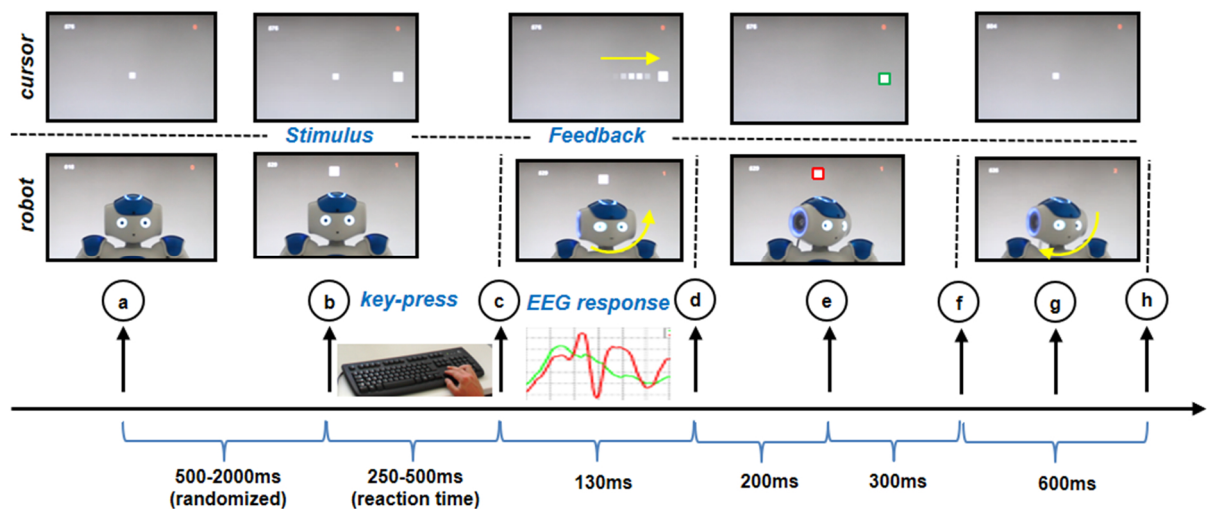 cursor
Stimulus
Feedback
robot
a
b
key-press
c
EEG response
d
e
f
g
h
500-2000ms
(randomized)
250-500ms
(reaction time)
130ms
200ms
300ms
600ms